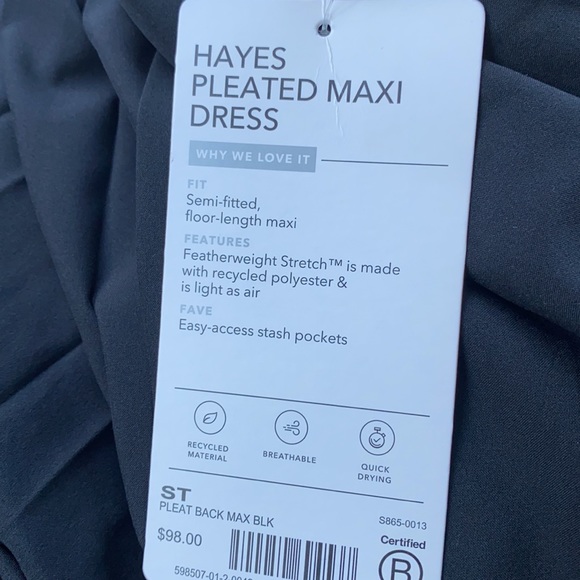 HAYES
PLEATED MAXI
DRESS
WHY WE LOVE IT
FIT
Semi-fitted,
floor-length maxi
FEATURES
Featherweight Stretch™ is made
with recycled polyester &
is light as air
FAVE
Easy-access stash pockets
RECYCLED
MATERIAL
BREATHABLE
QUICK
DRYING
ST
PLEAT BACK MAX BLK
S865-0013
$98.00
Certified
B